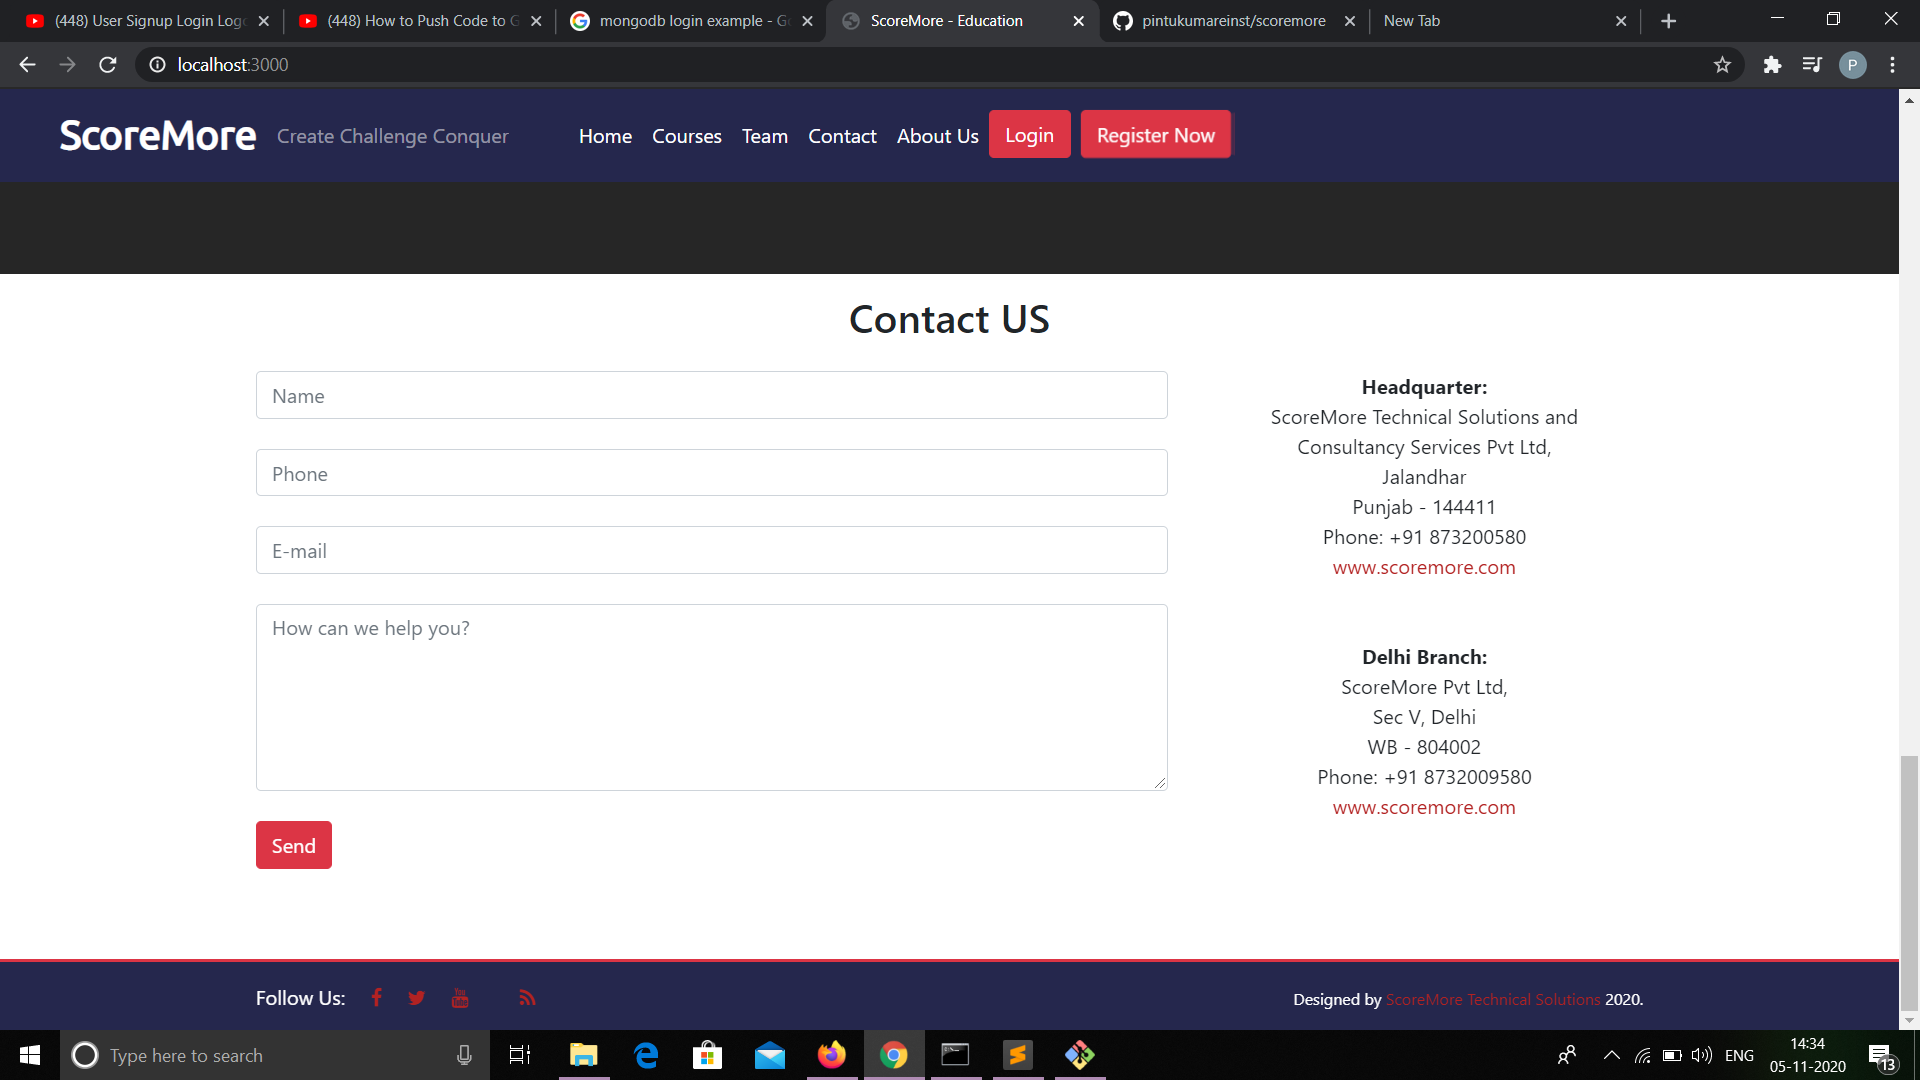 (448) User Signup Login Logo
(448) How to Push Code to G
mongodb login example - Go
ScoreMore - Education
pintukumareinst/scoremore
New Tab
localhost:3000
P
ScoreMore
Create Challenge Conquer
Home
Courses
Team
Contact
About Us
Login
Register Now
Contact US
Name
Phone
E-mail
How can we help you?
Send
Headquarter:
ScoreMore Technical Solutions and
Consultancy Services Pvt Ltd,
Jalandhar
Punjab - 144411
Phone: +91 873200580
www.scoremore.com
Delhi Branch:
ScoreMore Pvt Ltd,
Sec V, Delhi
WB - 804002
Phone: +91 8732009580
www.scoremore.com
Follow Us:
You
Tube
Designed by ScoreMore Technical Solutions 2020.
Type here to search
ENG
14:34
05-11-2020
13